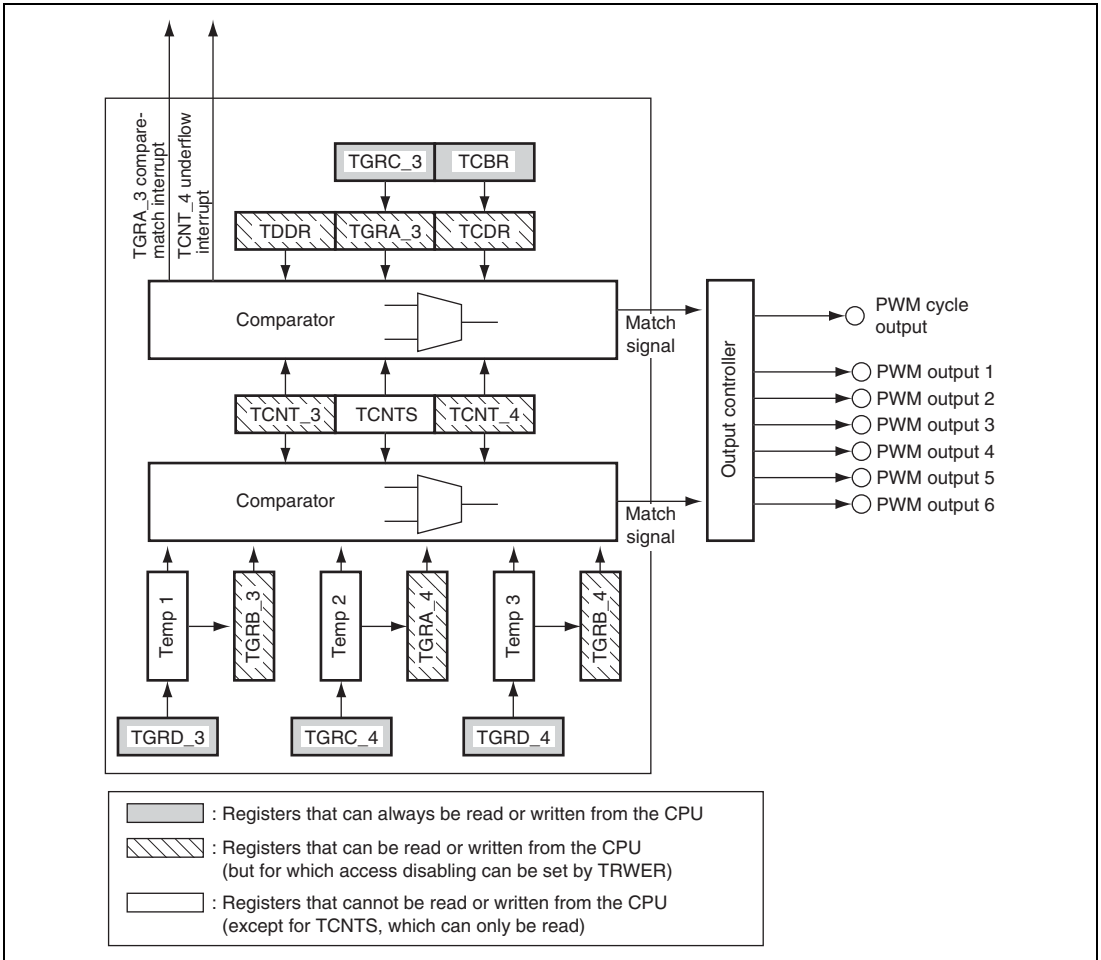 TGRA_3 compare-
match interrupt
TCNT_4 underflow
interrupt
TGRC_3
TCBR
TDDR
TGRA_3
TCDR
Comparator
Match
signal
TCNT_3
TCNTS
TCNT_4
Comparator
Match
signal
Output controller
PWM cycle
output
PWM output 1
PWM output 2
PWM output 3
PWM output 4
PWM output 5
PWM output 6
Temp 1
TGRB_3
Temp 2
TGRA_4
Temp 3
TGRB_4
TGRD_3
TGRC_4
TGRD_4
: Registers that can always be read or written from the CPU
: Registers that can be read or written from the CPU
(but for which access disabling can be set by TRWER)
: Registers that cannot be read or written from the CPU
(except for TCNTS, which can only be read)